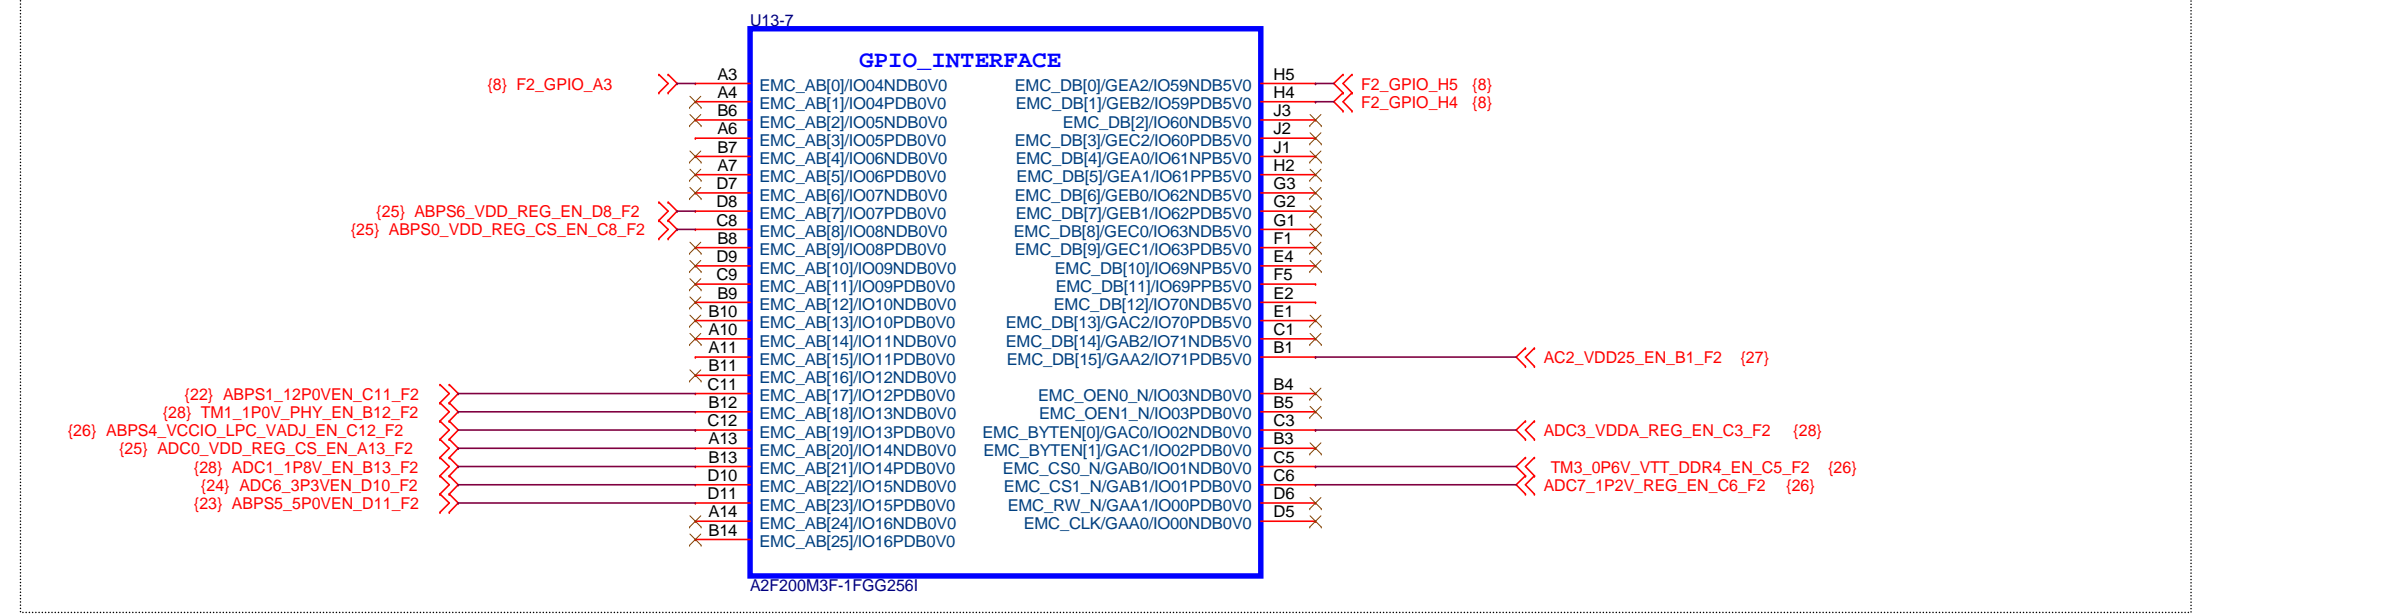 U13-7
GPIO_INTERFACE
{8} F2_GPIO_A3 A3 EMC_AB[0]/IO04NDB0V0 EMC_DB[0]/GEA2/IO59NDB5V0 H5 F2_GPIO_H5 {8}
A4 EMC_AB[1]/IO04PDB0V0 EMC_DB[1]/GEB2/IO59PDB5V0 H4 F2_GPIO_H4 {8}
B6 EMC_AB[2]/IO05NDB0V0 EMC_DB[2]/IO60NDB5V0 J3
A6 EMC_AB[3]/IO05PDB0V0 EMC_DB[3]/GEC2/IO60PDB5V0 J2
B7 EMC_AB[4]/IO06NDB0V0 EMC_DB[4]/GEA0/IO61NPB5V0 J1
A7 EMC_AB[5]/IO06PDB0V0 EMC_DB[5]/GEA1/IO61PPB5V0 H2
D7 EMC_AB[6]/IO07NDB0V0 EMC_DB[6]/GEB0/IO62NDB5V0 G3
{25} ABPS6_VDD_REG_EN_D8_F2 D8 EMC_AB[7]/IO07PDB0V0 EMC_DB[7]/GEB1/IO62PDB5V0 G2
{25} ABPS0_VDD_REG_CS_EN_C8_F2 C8 EMC_AB[8]/IO08NDB0V0 EMC_DB[8]/GEC0/IO63NDB5V0 G1
B8 EMC_AB[9]/IO08PDB0V0 EMC_DB[9]/GEC1/IO63PDB5V0 F1
D9 EMC_AB[10]/IO09NDB0V0 EMC_DB[10]/IO69NPB5V0 E4
C9 EMC_AB[11]/IO09PDB0V0 EMC_DB[11]/IO69PPB5V0 F5
B9 EMC_AB[12]/IO10NDB0V0 EMC_DB[12]/IO70NDB5V0 E2
B10 EMC_AB[13]/IO10PDB0V0 EMC_DB[13]/GAC2/IO70PDB5V0 E1
A10 EMC_AB[14]/IO11NDB0V0 EMC_DB[14]/GAB2/IO71NDB5V0 C1
A11 EMC_AB[15]/IO11PDB0V0 EMC_DB[15]/GAA2/IO71PDB5V0 B1 AC2_VDD25_EN_B1_F2 {27}
B11 EMC_AB[16]/IO12NDB0V0
{22} ABPS1_12P0VEN_C11_F2 C11 EMC_AB[17]/IO12PDB0V0 EMC_OEN0_N/IO03NDB0V0 B4
{28} TM1_1P0V_PHY_EN_B12_F2 B12 EMC_AB[18]/IO13NDB0V0 EMC_OEN1_N/IO03PDB0V0 B5
{26} ABPS4_VCCIO_LPC_VADJ_EN_C12_F2 C12 EMC_AB[19]/IO13PDB0V0 EMC_BYTEN[0]/GAC0/IO02NDB0V0 C3 ADC3_VDDA_REG_EN_C3_F2 {28}
{25} ADC0_VDD_REG_CS_EN_A13_F2 A13 EMC_AB[20]/IO14NDB0V0 EMC_BYTEN[1]/GAC1/IO02PDB0V0 B3
{28} ADC1_1P8V_EN_B13_F2 B13 EMC_AB[21]/IO14PDB0V0 EMC_CS0_N/GAB0/IO01NDB0V0 C5 TM3_0P6V_VTT_DDR4_EN_C5_F2 {26}
{24} ADC6_3P3VEN_D10_F2 D10 EMC_AB[22]/IO15NDB0V0 EMC_CS1_N/GAB1/IO01PDB0V0 C6 ADC7_1P2V_REG_EN_C6_F2 {26}
{23} ABPS5_5P0VEN_D11_F2 D11 EMC_AB[23]/IO15PDB0V0 EMC_RW_N/GAA1/IO00PDB0V0 D6
A14 EMC_AB[24]/IO16NDB0V0 EMC_CLK/GAA0/IO00NDB0V0 D5
B14 EMC_AB[25]/IO16PDB0V0
A2F200M3F-1FGG256I